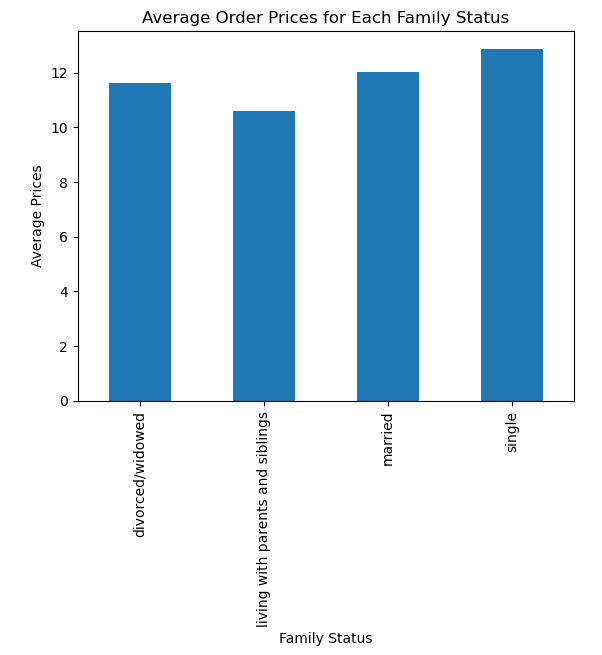 Average Order Prices for Each Family Status
Average Prices
12
10
8
6
4
2
0
divorced/widowed
living with parents and siblings
married
single
Family Status